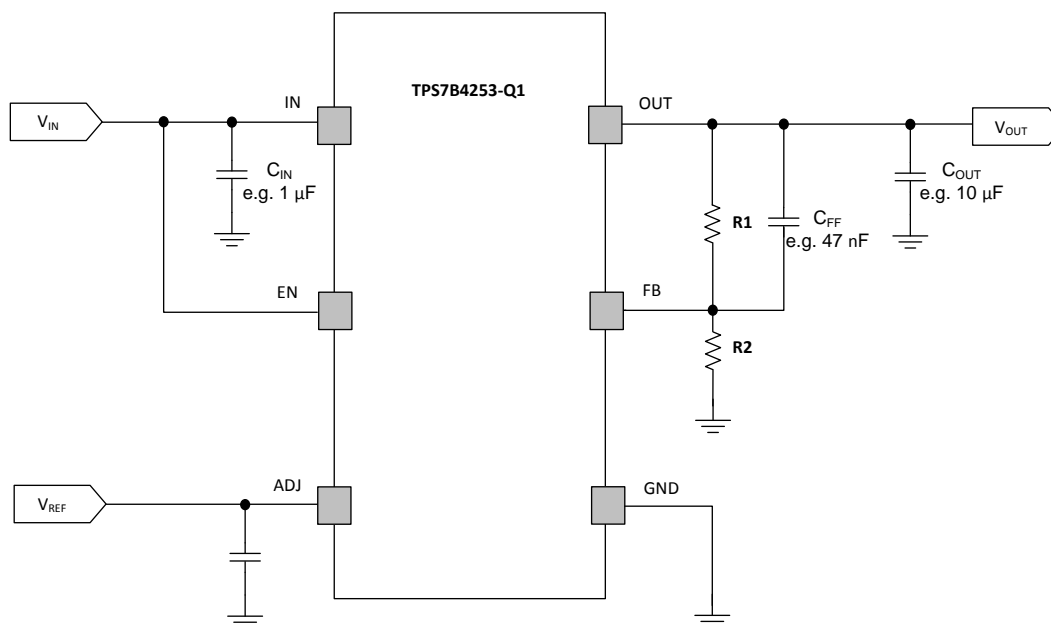 TPS7B4253-Q1
IN
OUT
V_IN
V_OUT
C_IN
e.g. 1 µF
C_OUT
e.g. 10 µF
R1
C_FF
e.g. 47 nF
EN
FB
R2
ADJ
GND
V_REF